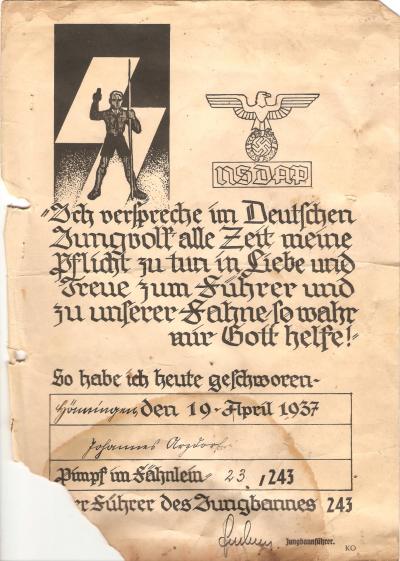 NSDAP
„Ich verspreche im Deutschen
Jungvolk alle Zeit meine
Pflicht zu tun in Liebe und
Treue zum Führer und
zu unserer Fahne so wahr
mir Gott helfe!"
So habe ich heute geschworen-
Hönningen, den 19. April 1937
Johannes
Pimpf im Fähnlein 23 / 243
er Führer des Jungbannes 243
Jungbannführer.
KO